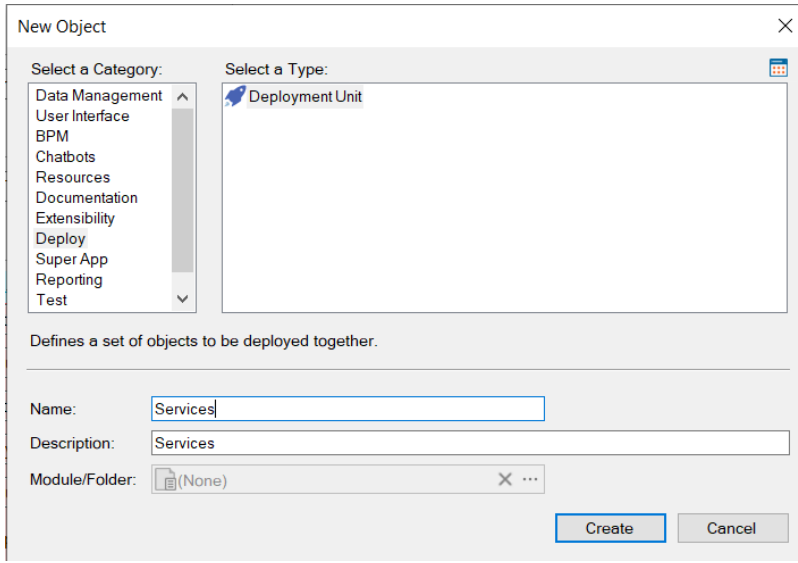 New Object
Select a Category:
Select a Type:
Data Management
User Interface
BPM
Chatbots
Resources
Documentation
Extensibility
Deploy
Super App
Reporting
Test
Deployment Unit
Defines a set of objects to be deployed together.
Name: Services
Description: Services
Module/Folder: (None)
Create Cancel